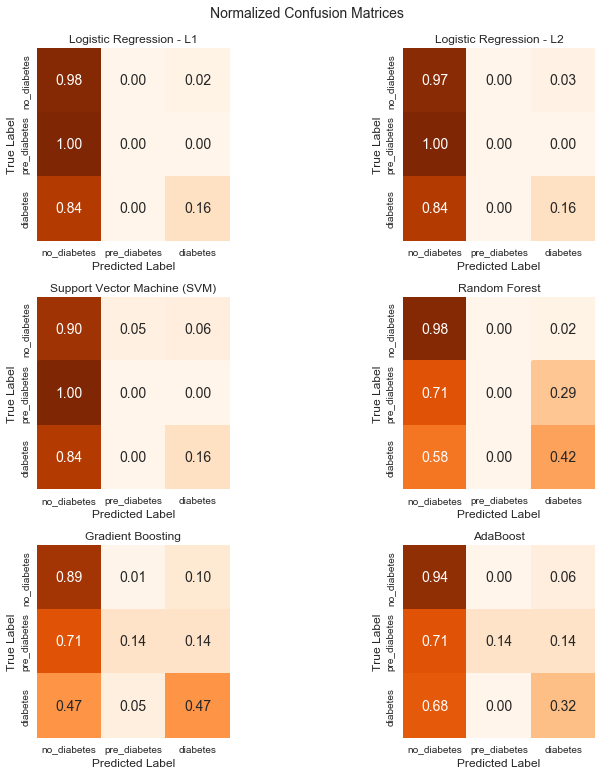 Normalized Confusion Matrices
Logistic Regression - L1
True Label
no_diabetes
0.98 0.00 0.02
pre_diabetes
1.00 0.00 0.00
diabetes
0.84 0.00 0.16
no_diabetes pre_diabetes diabetes
Predicted Label
Logistic Regression - L2
True Label
no_diabetes
0.97 0.00 0.03
pre_diabetes
1.00 0.00 0.00
diabetes
0.84 0.00 0.16
no_diabetes pre_diabetes diabetes
Predicted Label
Support Vector Machine (SVM)
True Label
no_diabetes
0.90 0.05 0.06
pre_diabetes
1.00 0.00 0.00
diabetes
0.84 0.00 0.16
no_diabetes pre_diabetes diabetes
Predicted Label
Random Forest
True Label
no_diabetes
0.98 0.00 0.02
pre_diabetes
0.71 0.00 0.29
diabetes
0.58 0.00 0.42
no_diabetes pre_diabetes diabetes
Predicted Label
Gradient Boosting
True Label
no_diabetes
0.89 0.01 0.10
pre_diabetes
0.71 0.14 0.14
diabetes
0.47 0.05 0.47
no_diabetes pre_diabetes diabetes
Predicted Label
AdaBoost
True Label
no_diabetes
0.94 0.00 0.06
pre_diabetes
0.71 0.14 0.14
diabetes
0.68 0.00 0.32
no_diabetes pre_diabetes diabetes
Predicted Label